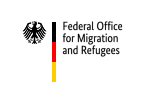 Federal Office
for Migration
and Refugees